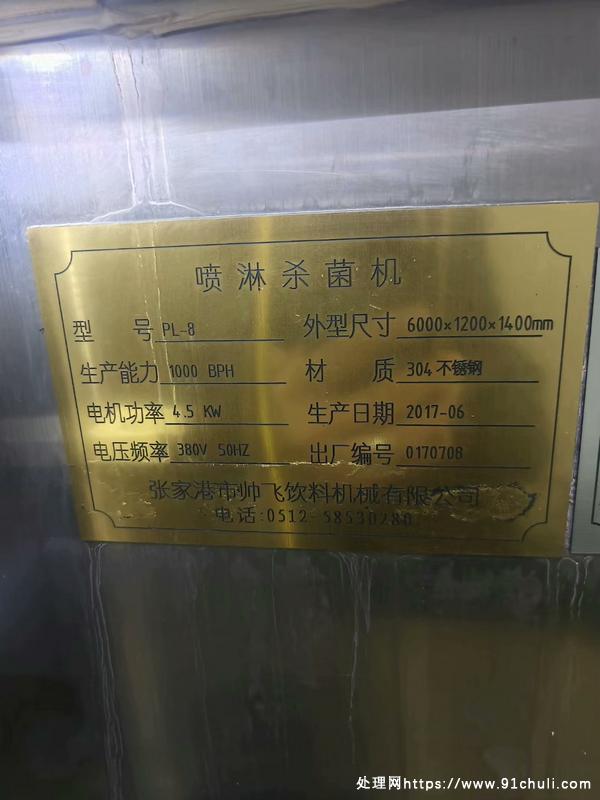 喷淋杀菌机
型 号 PL-8 外型尺寸 6000×1200×1400mm
生产能力 1000 BPH 材 质 304不锈钢
电机功率 4.5 KW 生产日期 2017-06
电压频率 380V 50HZ 出厂编号 0170708
张家港市帅飞饮料机械有限公司
电话:0512-58530280
处理网https://www.91chuli.com/